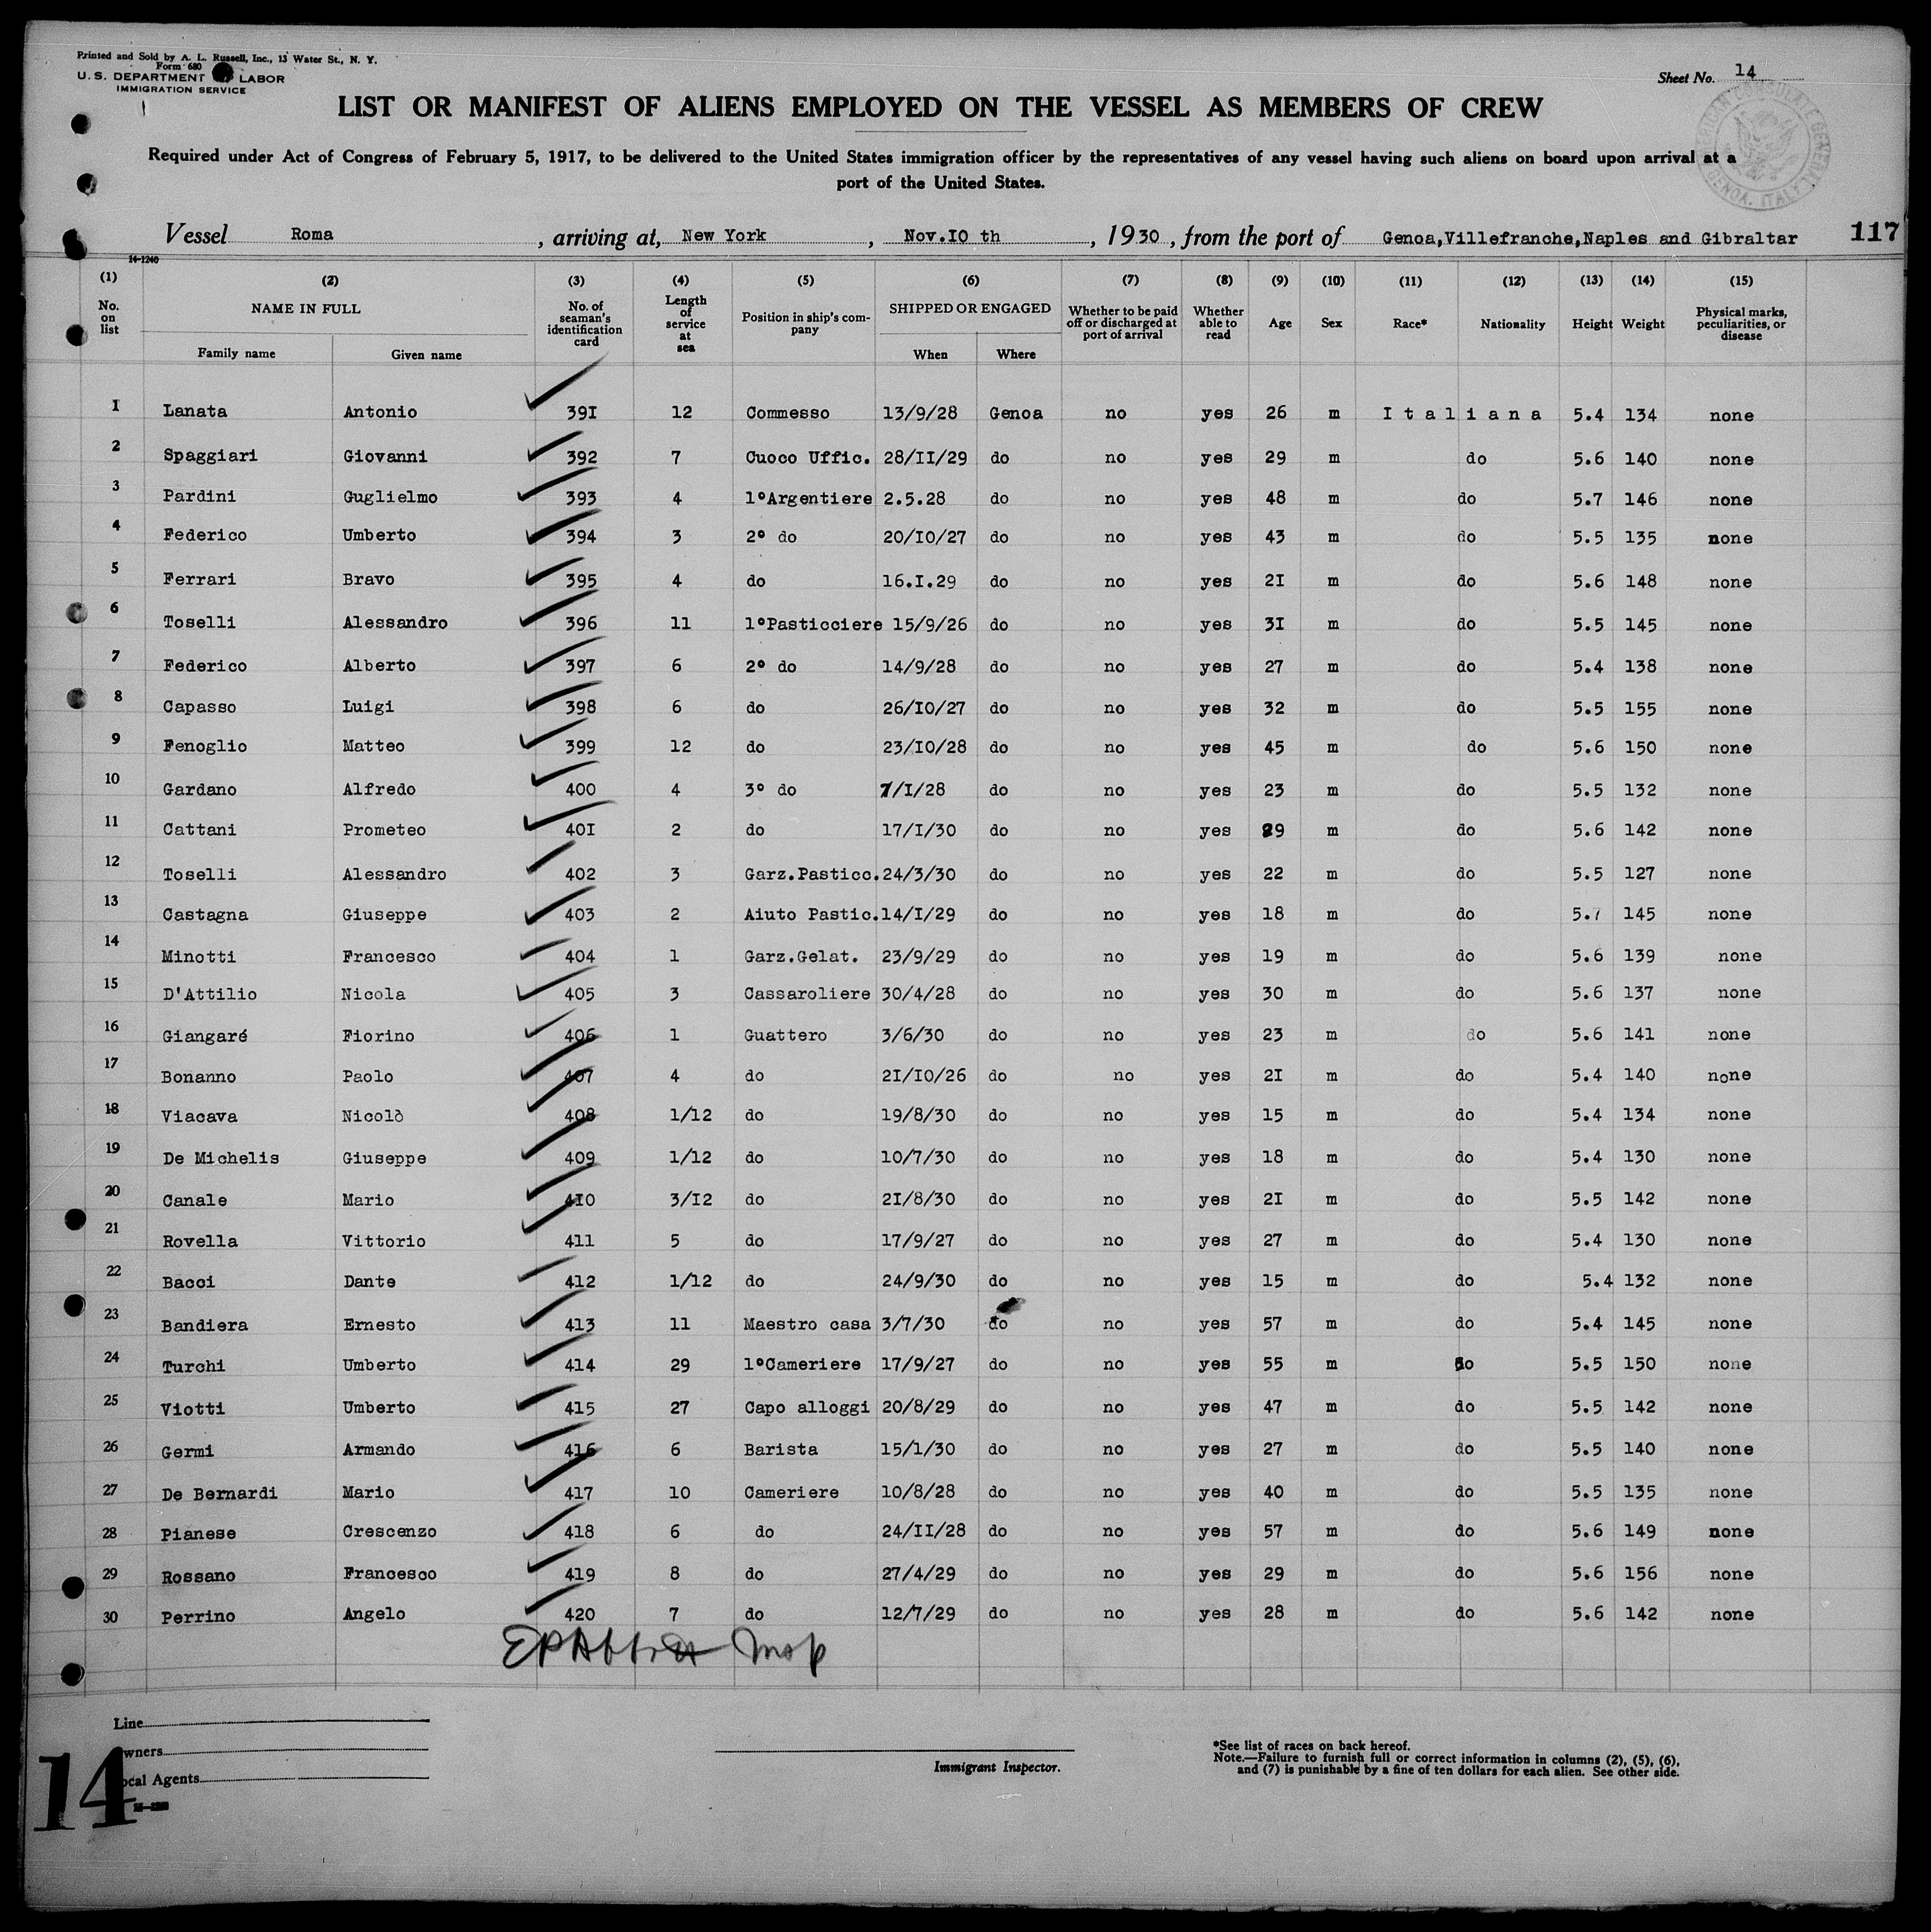 Printed and Sold by A. L. Russell, Inc., 13 Water St., N. Y.
Form 680
U. S. DEPARTMENT LABOR
IMMIGRATION SERVICE
Sheet No. 14
LIST OR MANIFEST OF ALIENS EMPLOYED ON THE VESSEL AS MEMBERS OF CREW
AMERICAN CONSULATE GENERAL GENOA, ITALY
Required under Act of Congress of February 5, 1917, to be delivered to the United States immigration officer by the representatives of any vessel having such aliens on board upon arrival at a
port of the United States.
Vessel Roma, arriving at, New York, Nov.IO th, 1930, from the port of Genoa,Villefranche,Naples and Gibraltar 117
14-1240
(1) (2) (3) (4) (5) (6) (7) (8) (9) (10) (11) (12) (13) (14) (15)
No. on list NAME IN FULL Family name Given name No. of seaman's identification card Length of service at sea Position in ship's company SHIPPED OR ENGAGED When Where Whether to be paid off or discharged at port of arrival Whether able to read Age Sex Race* Nationality Height Weight Physical marks, peculiarities, or disease
I Lanata Antonio 39I 12 Commesso 13/9/28 Genoa no yes 26 m Italiana 5.4 134 none
2 Spaggiari Giovanni 392 7 Cuoco Uffic. 28/II/29 do no yes 29 m do 5.6 140 none
3 Pardini Guglielmo 393 4 1°Argentiere 2.5.28 do no yes 48 m do 5.7 146 none
4 Federico Umberto 394 3 2° do 20/I0/27 do no yes 43 m do 5.5 135 none
5 Ferrari Bravo 395 4 do 16.I.29 do no yes 2I m do 5.6 148 none
6 Toselli Alessandro 396 11 1°Pasticciere 15/9/26 do no yes 3I m do 5.5 145 none
7 Federico Alberto 397 6 2° do 14/9/28 do no yes 27 m do 5.4 138 none
8 Capasso Luigi 398 6 do 26/I0/27 do no yes 32 m do 5.5 155 none
9 Fenoglio Matteo 399 12 do 23/I0/28 do no yes 45 m do 5.6 150 none
10 Gardano Alfredo 400 4 3° do 7/I/28 do no yes 23 m do 5.5 132 none
11 Cattani Prometeo 40I 2 do 17/I/30 do no yes 29 m do 5.6 142 none
12 Toselli Alessandro 402 3 Garz.Pasticc. 24/3/30 do no yes 22 m do 5.5 127 none
13 Castagna Giuseppe 403 2 Aiuto Pastic. 14/I/29 do no yes 18 m do 5.7 145 none
14 Minotti Francesco 404 1 Garz.Gelat. 23/9/29 do no yes 19 m do 5.6 139 none
15 D'Attilio Nicola 405 3 Cassaroliere 30/4/28 do no yes 30 m do 5.6 137 none
16 Giangaré Fiorino 406 1 Guattero 3/6/30 do no yes 23 m do 5.6 141 none
17 Bonanno Paolo 407 4 do 2I/I0/26 do no yes 2I m do 5.4 140 none
18 Viacava Nicolò 408 1/12 do 19/8/30 do no yes 15 m do 5.4 134 none
19 De Michelis Giuseppe 409 1/12 do 10/7/30 do no yes 18 m do 5.4 130 none
20 Canale Mario 4I0 3/I2 do 2I/8/30 do no yes 2I m do 5.5 142 none
21 Rovella Vittorio 411 5 do 17/9/27 do no yes 27 m do 5.4 130 none
22 Bacci Dante 412 1/12 do 24/9/30 do no yes 15 m do 5.4 132 none
23 Bandiera Ernesto 413 11 Maestro casa 3/7/30 do no yes 57 m do 5.4 145 none
24 Turchi Umberto 414 29 1°Cameriere 17/9/27 do no yes 55 m do 5.5 150 none
25 Viotti Umberto 415 27 Capo alloggi 20/8/29 do no yes 47 m do 5.5 142 none
26 Germi Armando 416 6 Barista 15/1/30 do no yes 27 m do 5.5 140 none
27 De Bernardi Mario 417 10 Cameriere 10/8/28 do no yes 40 m do 5.5 135 none
28 Pianese Crescenzo 418 6 do 24/II/28 do no yes 57 m do 5.6 149 none
29 Rossano Francesco 419 8 do 27/4/29 do no yes 29 m do 5.6 156 none
30 Perrino Angelo 420 7 do 12/7/29 do no yes 28 m do 5.6 142 none
Line
wners
ocal Agents
14
Immigrant Inspector.
*See list of races on back hereof.
Note.—Failure to furnish full or correct information in columns (2), (5), (6),
and (7) is punishable by a fine of ten dollars for each alien. See other side.